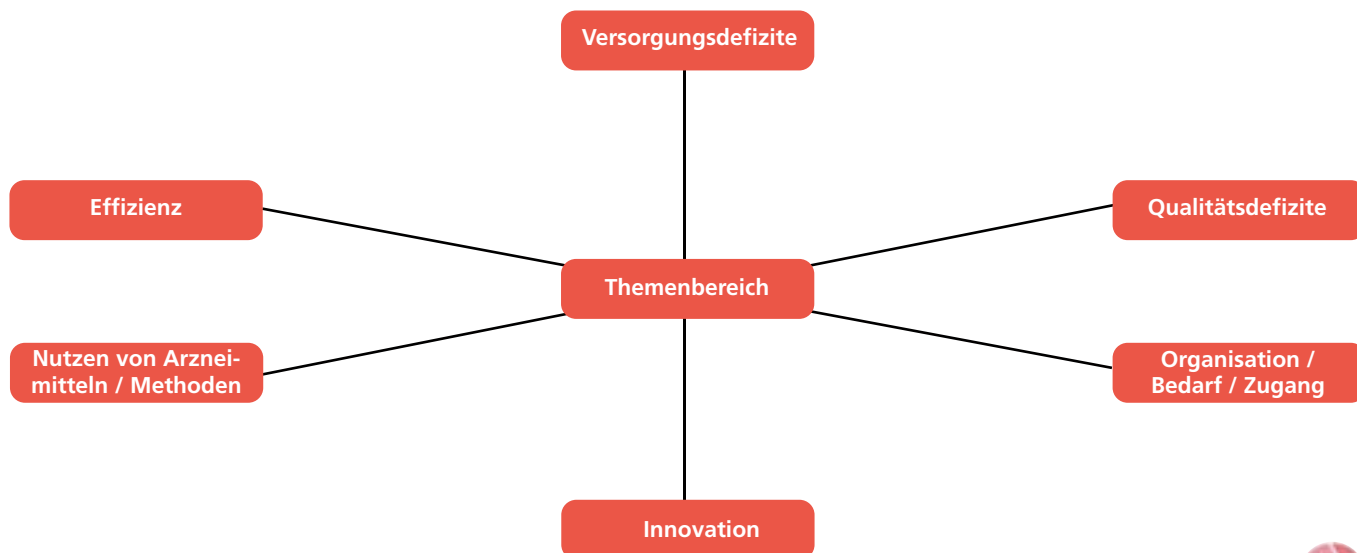 Versorgungsdefizite
Effizienz
Qualitätsdefizite
Themenbereich
Nutzen von Arznei-
mitteln / Methoden
Organisation /
Bedarf / Zugang
Innovation